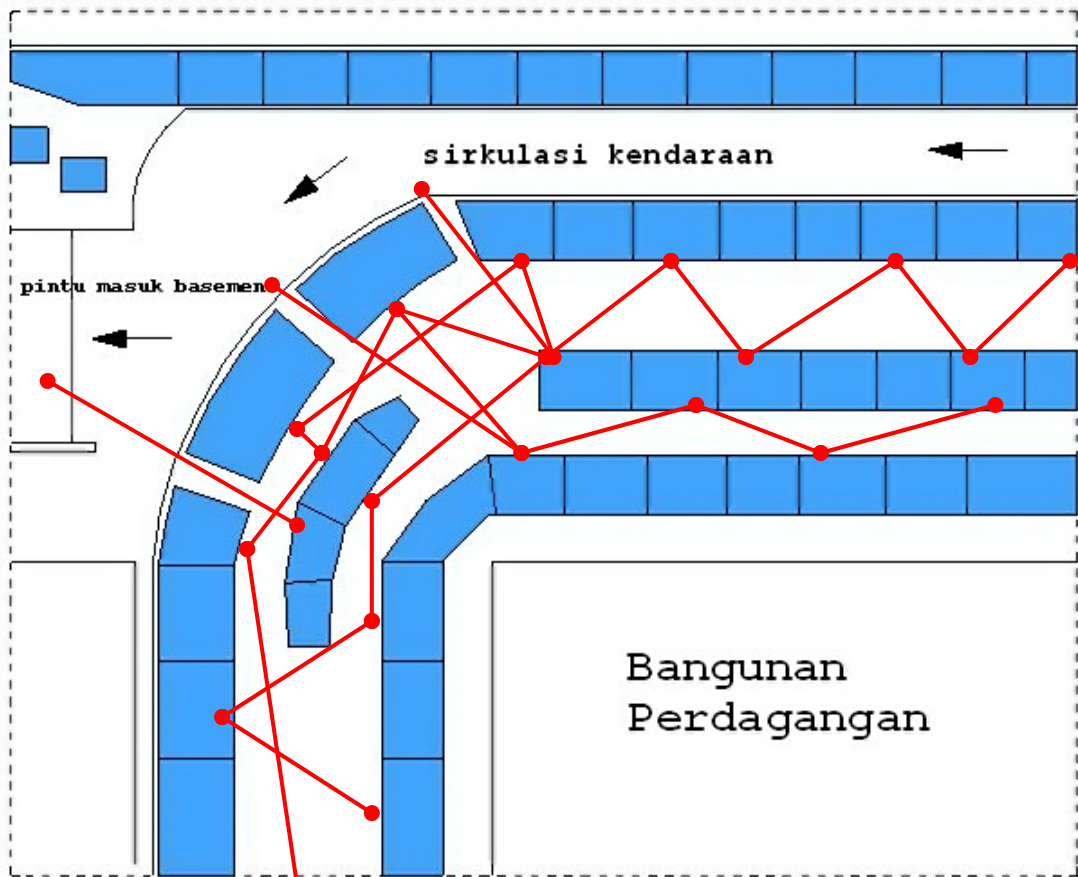 sirkulasi kendaraan
pintu masuk basemen
Bangunan
Perdagangan